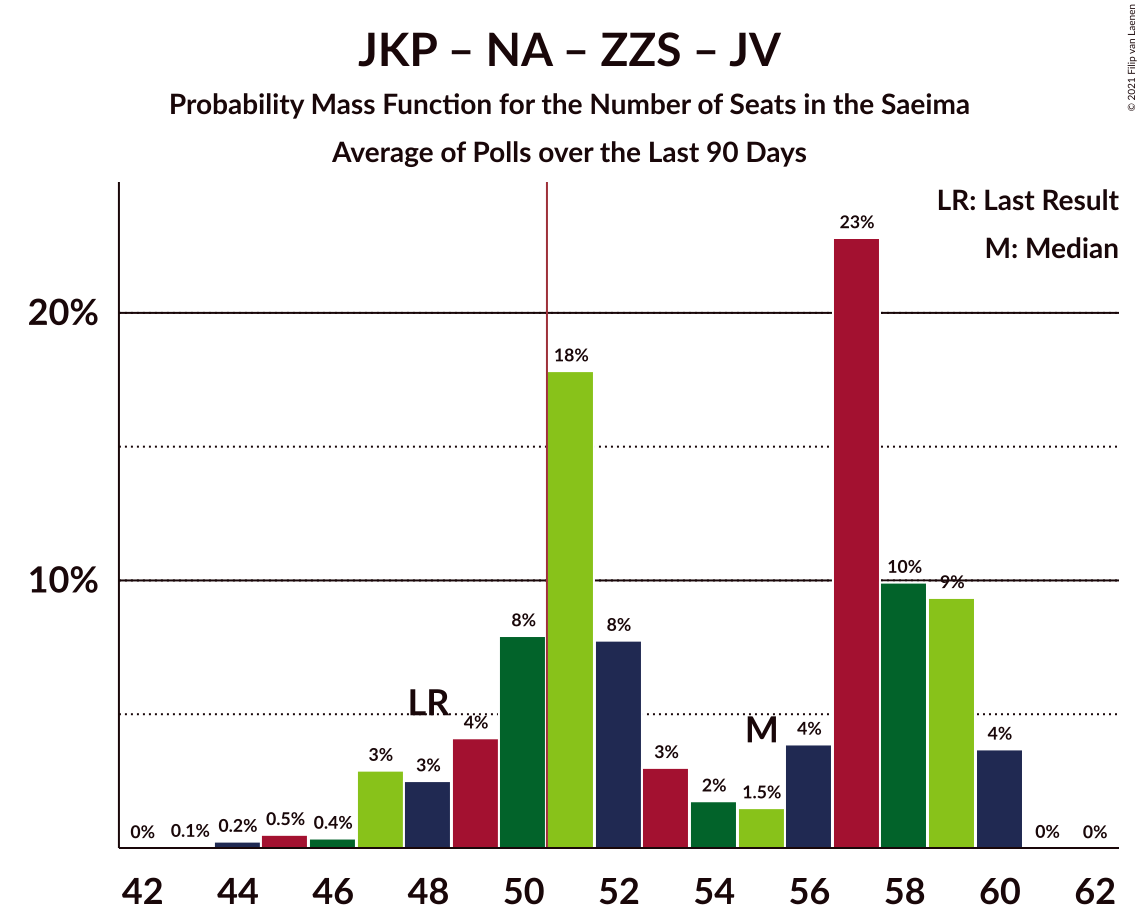 JKP – NA – ZZS – JV
Probability Mass Function for the Number of Seats in the Saeima
Average of Polls over the Last 90 Days
© 2021 Filip van Laenen
LR: Last Result
M: Median
20%
10%
0%
0.1%
0.2%
0.5%
0.4%
3%
3%
4%
8%
18%
8%
3%
2%
1.5%
4%
23%
10%
9%
4%
0%
0%
LR
M
42 44 46 48 50 52 54 56 58 60 62